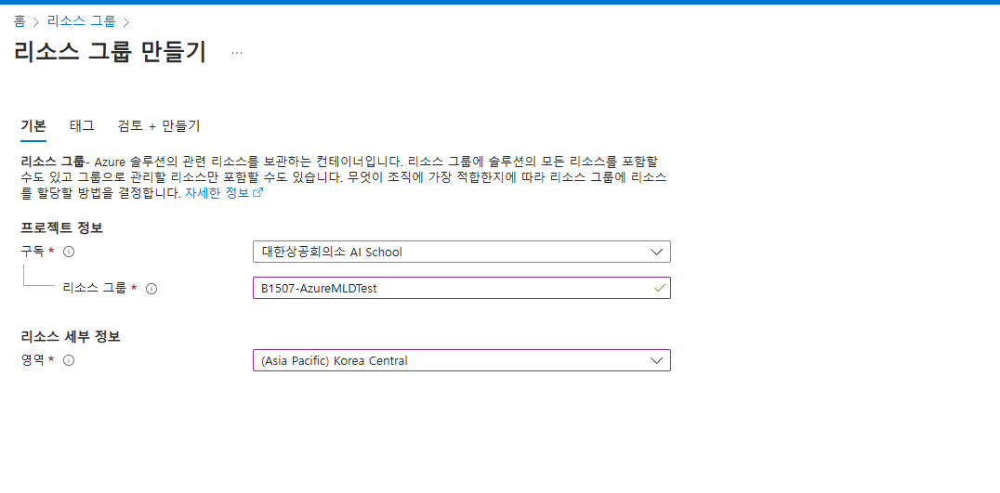 홈 > 리소스 그룹 >
리소스 그룹 만들기 ...
기본 태그 검토 + 만들기
리소스 그룹- Azure 솔루션의 관련 리소스를 보관하는 컨테이너입니다. 리소스 그룹에 솔루션의 모든 리소스를 포함할
수도 있고 그룹으로 관리할 리소스만 포함할 수도 있습니다. 무엇이 조직에 가장 적합한지에 따라 리소스 그룹에 리소스
를 할당할 방법을 결정합니다. 자세한 정보
프로젝트 정보
구독 * 대한상공회의소 AI School
리소스 그룹 * B1507-AzureMLDTest
리소스 세부 정보
영역 * (Asia Pacific) Korea Central